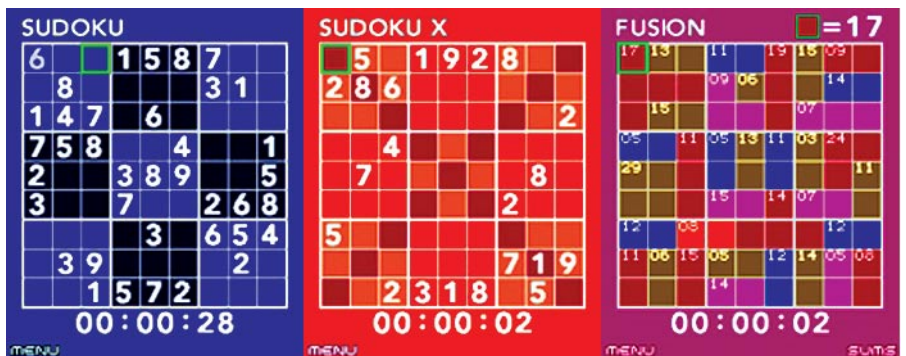 SUDOKU
6 1 5 8 7
8 3 1
1 4 7 6
7 5 8 4 1
2 3 8 9 5
3 7 2 6 8
3 6 5 4
3 9 2
1 5 7 2
00:00:28
MENU
SUDOKU X
5 1 9 2 8
2 8 6
2
4
7 8
2
5
7 1 9
2 3 1 8 5
00:00:02
MENU
FUSION =17
17 13 11 19 15 09
09 06 14
15 07
05 11 05 13 11 03 24
29 11
15 14 07
12 12
11 06 15 05 12 14 05 08
14
00:00:02
MENU SUMS